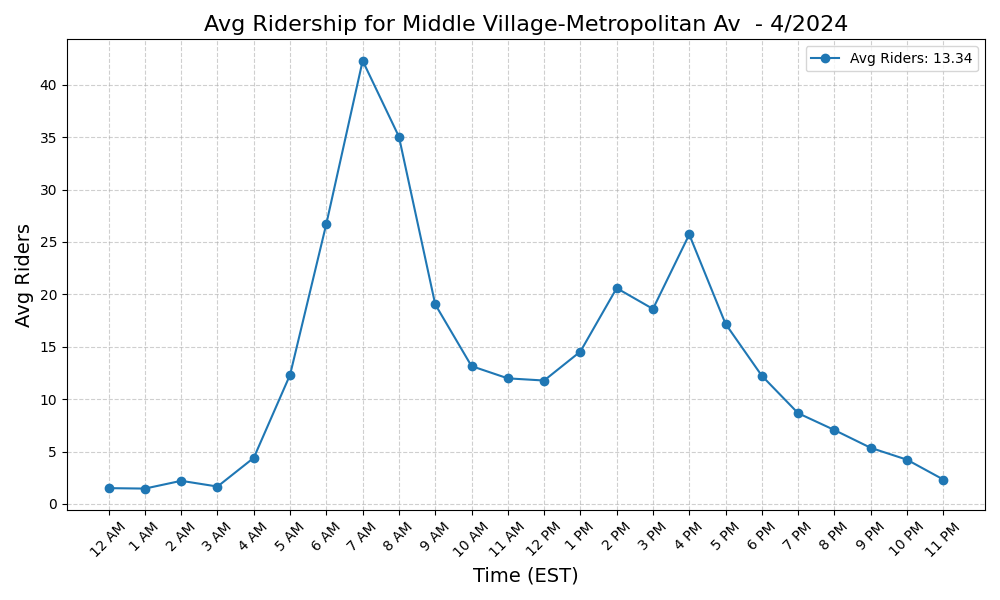 Avg Ridership for Middle Village-Metropolitan Av  - 4/2024
Avg Riders: 13.34
Avg Riders
40
35
30
25
20
15
10
5
0
12 AM
1 AM
2 AM
3 AM
4 AM
5 AM
6 AM
7 AM
8 AM
9 AM
10 AM
11 AM
12 PM
1 PM
2 PM
3 PM
4 PM
5 PM
6 PM
7 PM
8 PM
9 PM
10 PM
11 PM
Time (EST)